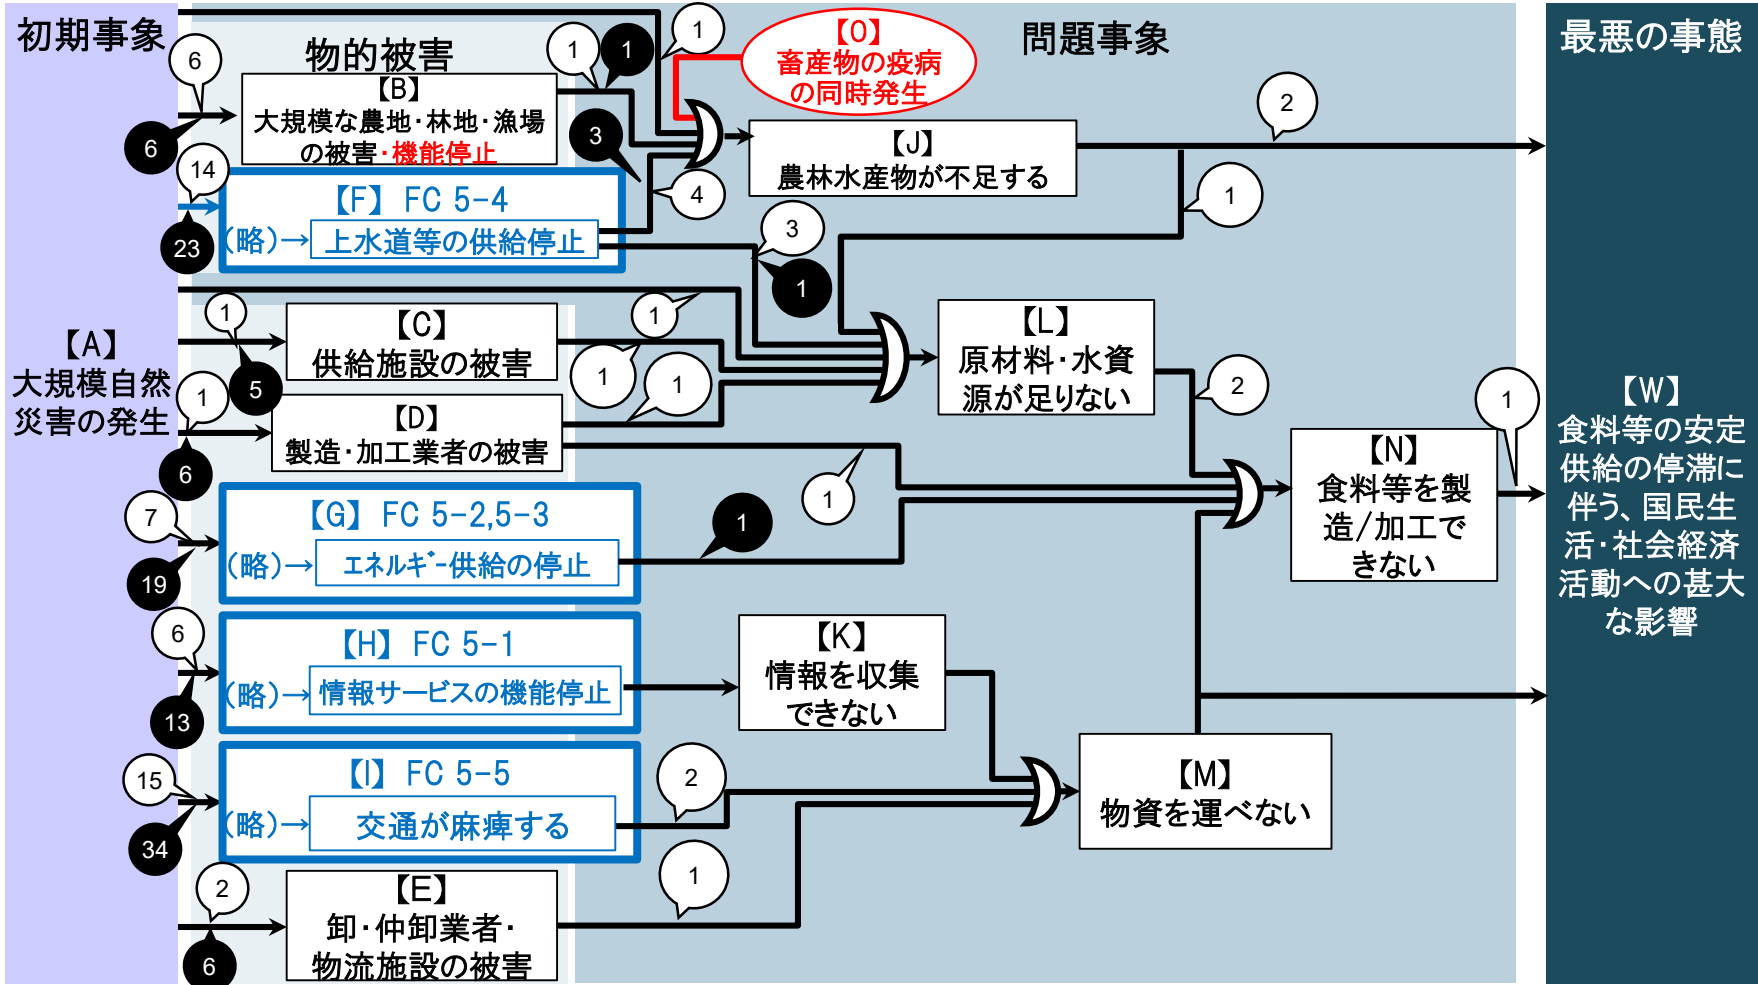 初期事象
物的被害
問題事象
最悪の事態
【A】
大規模自然
災害の発生
6
6
【B】
大規模な農地・林地・漁場
の被害・機能停止
1
1
1
【O】
畜産物の疫病
の同時発生
14
23
【F】 FC 5-4
(略)→
上水道等の供給停止
3
4
【J】
農林水産物が不足する
2
1
3
1
1
5
【C】
供給施設の被害
1
1
【L】
原材料・水資
源が足りない
2
1
6
【D】
製造・加工業者の被害
1
1
7
19
【G】 FC 5-2,5-3
(略)→
エネルギー供給の停止
1
【N】
食料等を製
造/加工で
きない
1
6
13
【H】 FC 5-1
(略)→
情報サービスの機能停止
【K】
情報を収集
できない
15
34
【I】 FC 5-5
(略)→
交通が麻痺する
2
【M】
物資を運べない
2
6
【E】
卸・仲卸業者・
物流施設の被害
1
【W】
食料等の安定
供給の停滞に
伴う、国民生
活・社会経済
活動への甚大
な影響